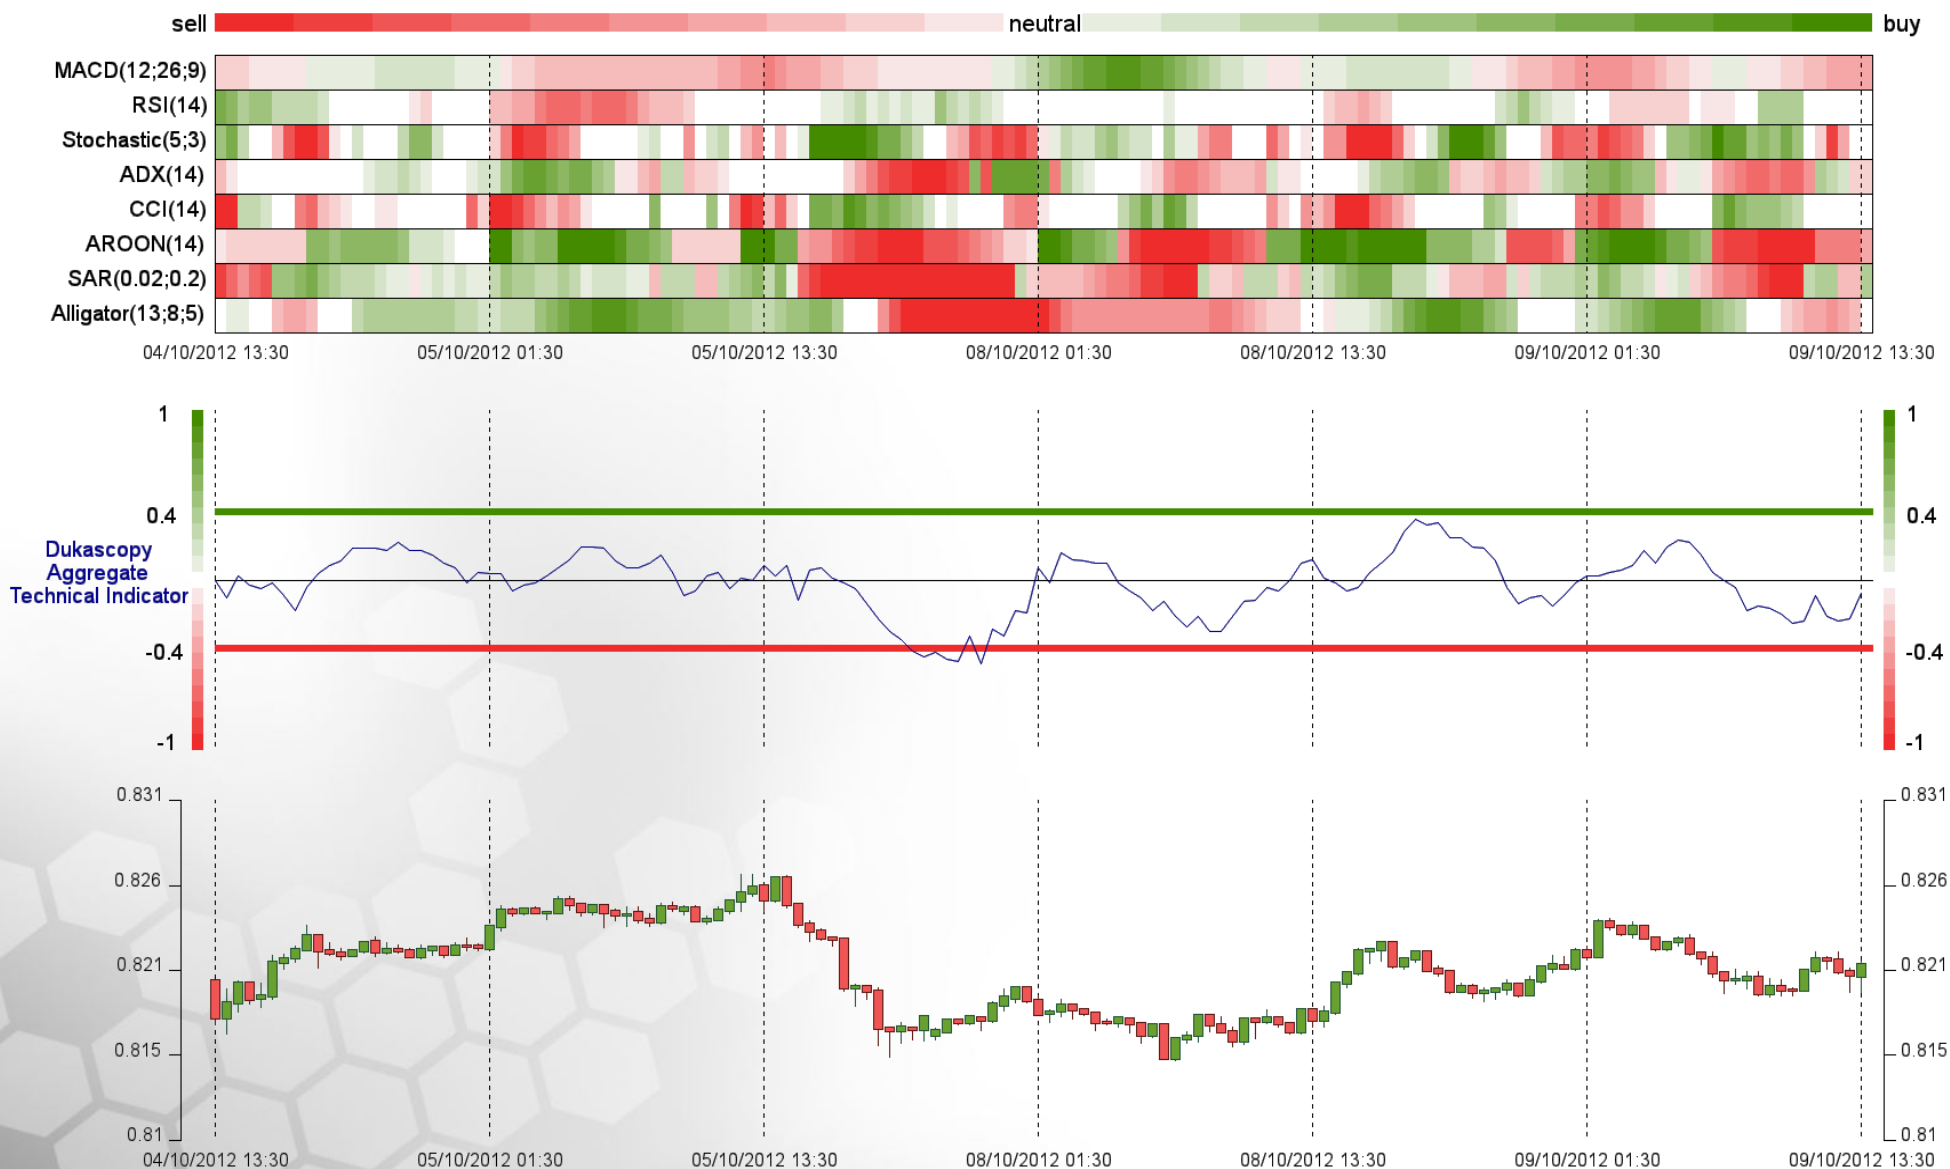 sell neutral buy
MACD(12;26;9)
RSI(14)
Stochastic(5;3)
ADX(14)
CCI(14)
AROON(14)
SAR(0.02;0.2)
Alligator(13;8;5)
04/10/2012 13:30 05/10/2012 01:30 05/10/2012 13:30 08/10/2012 01:30 08/10/2012 13:30 09/10/2012 01:30 09/10/2012 13:30
1 1
0.4 0.4
Dukascopy
Aggregate
Technical Indicator
-0.4 -0.4
-1 -1
0.831 0.831
0.826 0.826
0.821 0.821
0.815 0.815
0.81 0.81
04/10/2012 13:30 05/10/2012 01:30 05/10/2012 13:30 08/10/2012 01:30 08/10/2012 13:30 09/10/2012 01:30 09/10/2012 13:30